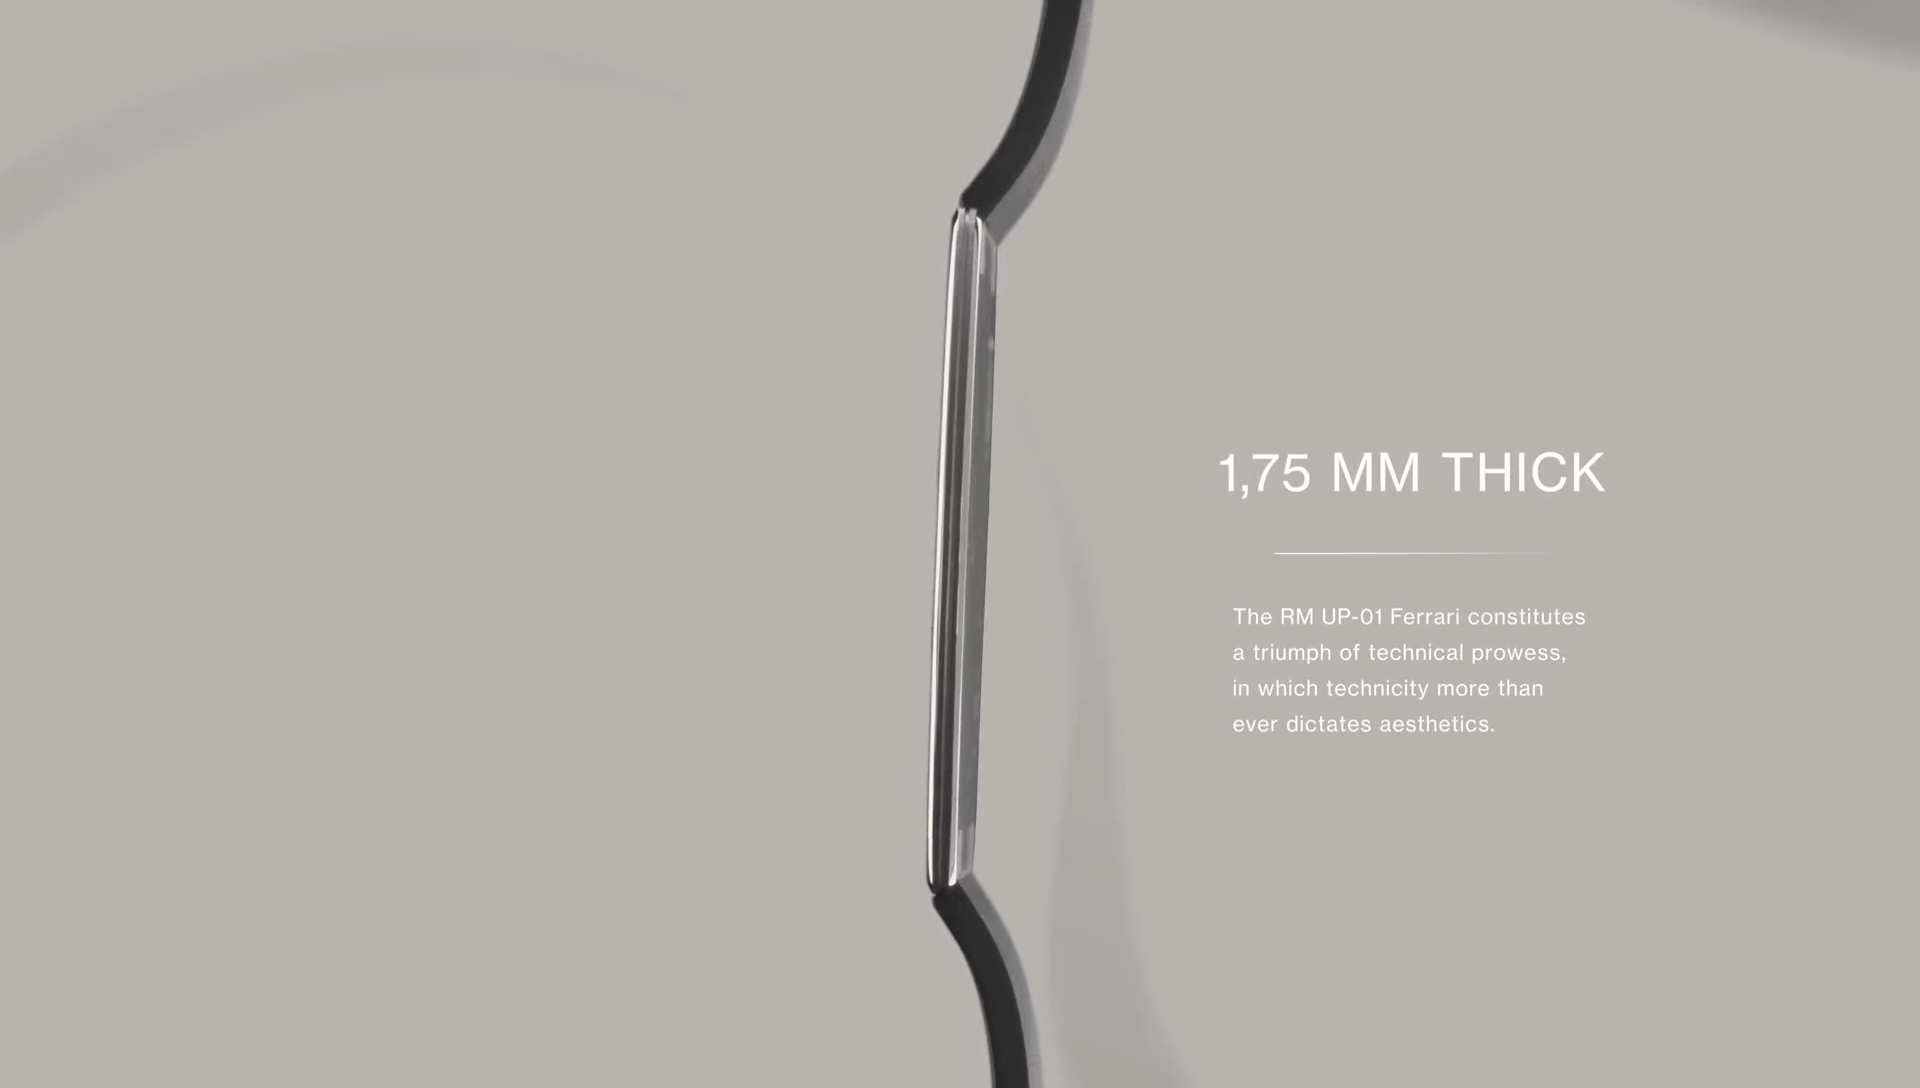 1,75 MM THICK
The RM UP-01 Ferrari constitutes
a triumph of technical prowess,
in which technicity more than
ever dictates aesthetics.